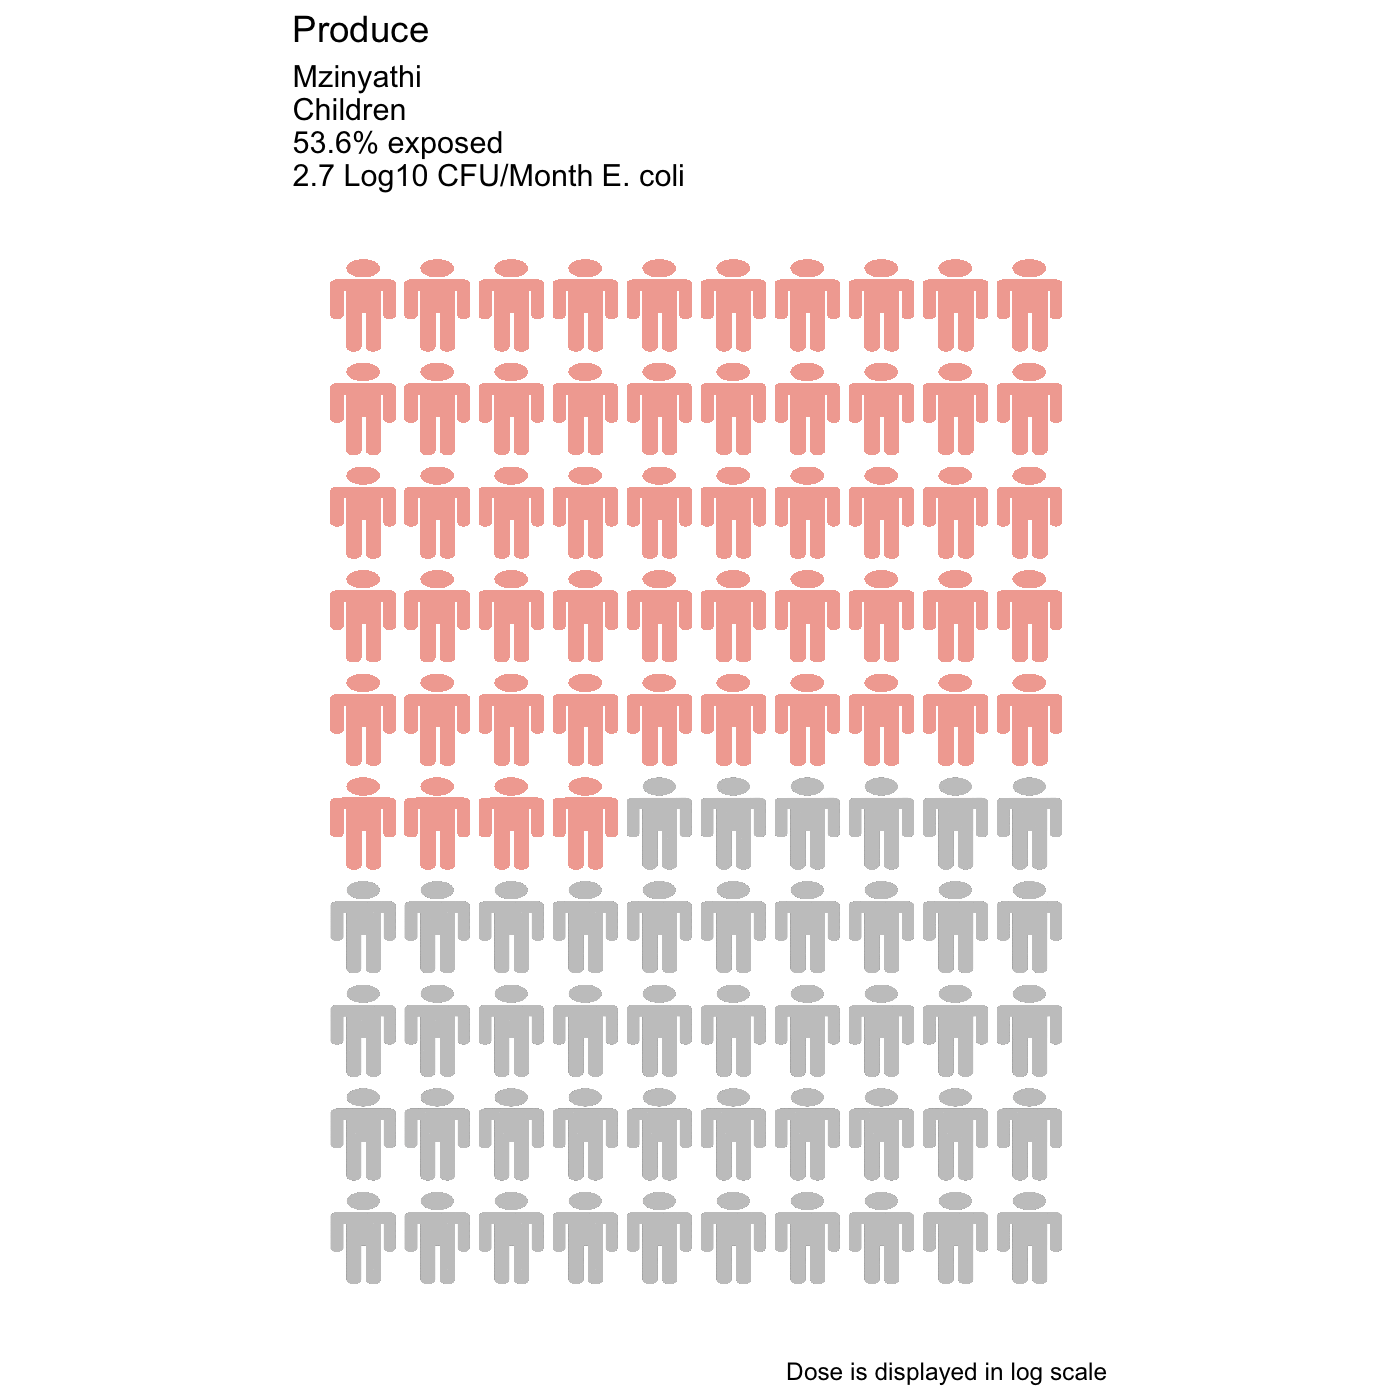 Produce
Mzinyathi
Children
53.6% exposed
2.7 Log10 CFU/Month E. coli
Dose is displayed in log scale